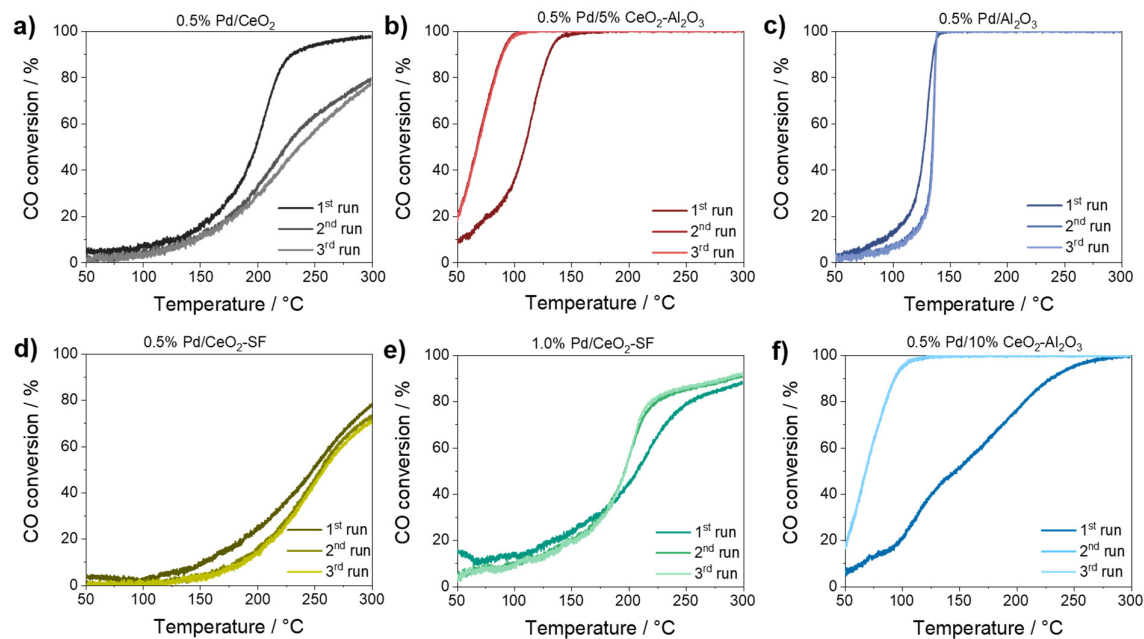 a)
0.5% Pd/CeO₂
CO conversion / %
100
80
60
40
20
0
1ˢᵗ run
2ⁿᵈ run
3ʳᵈ run
50 100 150 200 250 300
Temperature / °C
b)
0.5% Pd/5% CeO₂-Al₂O₃
CO conversion / %
100
80
60
40
20
0
1ˢᵗ run
2ⁿᵈ run
3ʳᵈ run
50 100 150 200 250 300
Temperature / °C
c)
0.5% Pd/Al₂O₃
CO conversion / %
100
80
60
40
20
0
1ˢᵗ run
2ⁿᵈ run
3ʳᵈ run
50 100 150 200 250 300
Temperature / °C
d)
0.5% Pd/CeO₂-SF
CO conversion / %
100
80
60
40
20
0
1ˢᵗ run
2ⁿᵈ run
3ʳᵈ run
50 100 150 200 250 300
Temperature / °C
e)
1.0% Pd/CeO₂-SF
CO conversion / %
100
80
60
40
20
0
1ˢᵗ run
2ⁿᵈ run
3ʳᵈ run
50 100 150 200 250 300
Temperature / °C
f)
0.5% Pd/10% CeO₂-Al₂O₃
CO conversion / %
100
80
60
40
20
0
1ˢᵗ run
2ⁿᵈ run
3ʳᵈ run
50 100 150 200 250 300
Temperature / °C